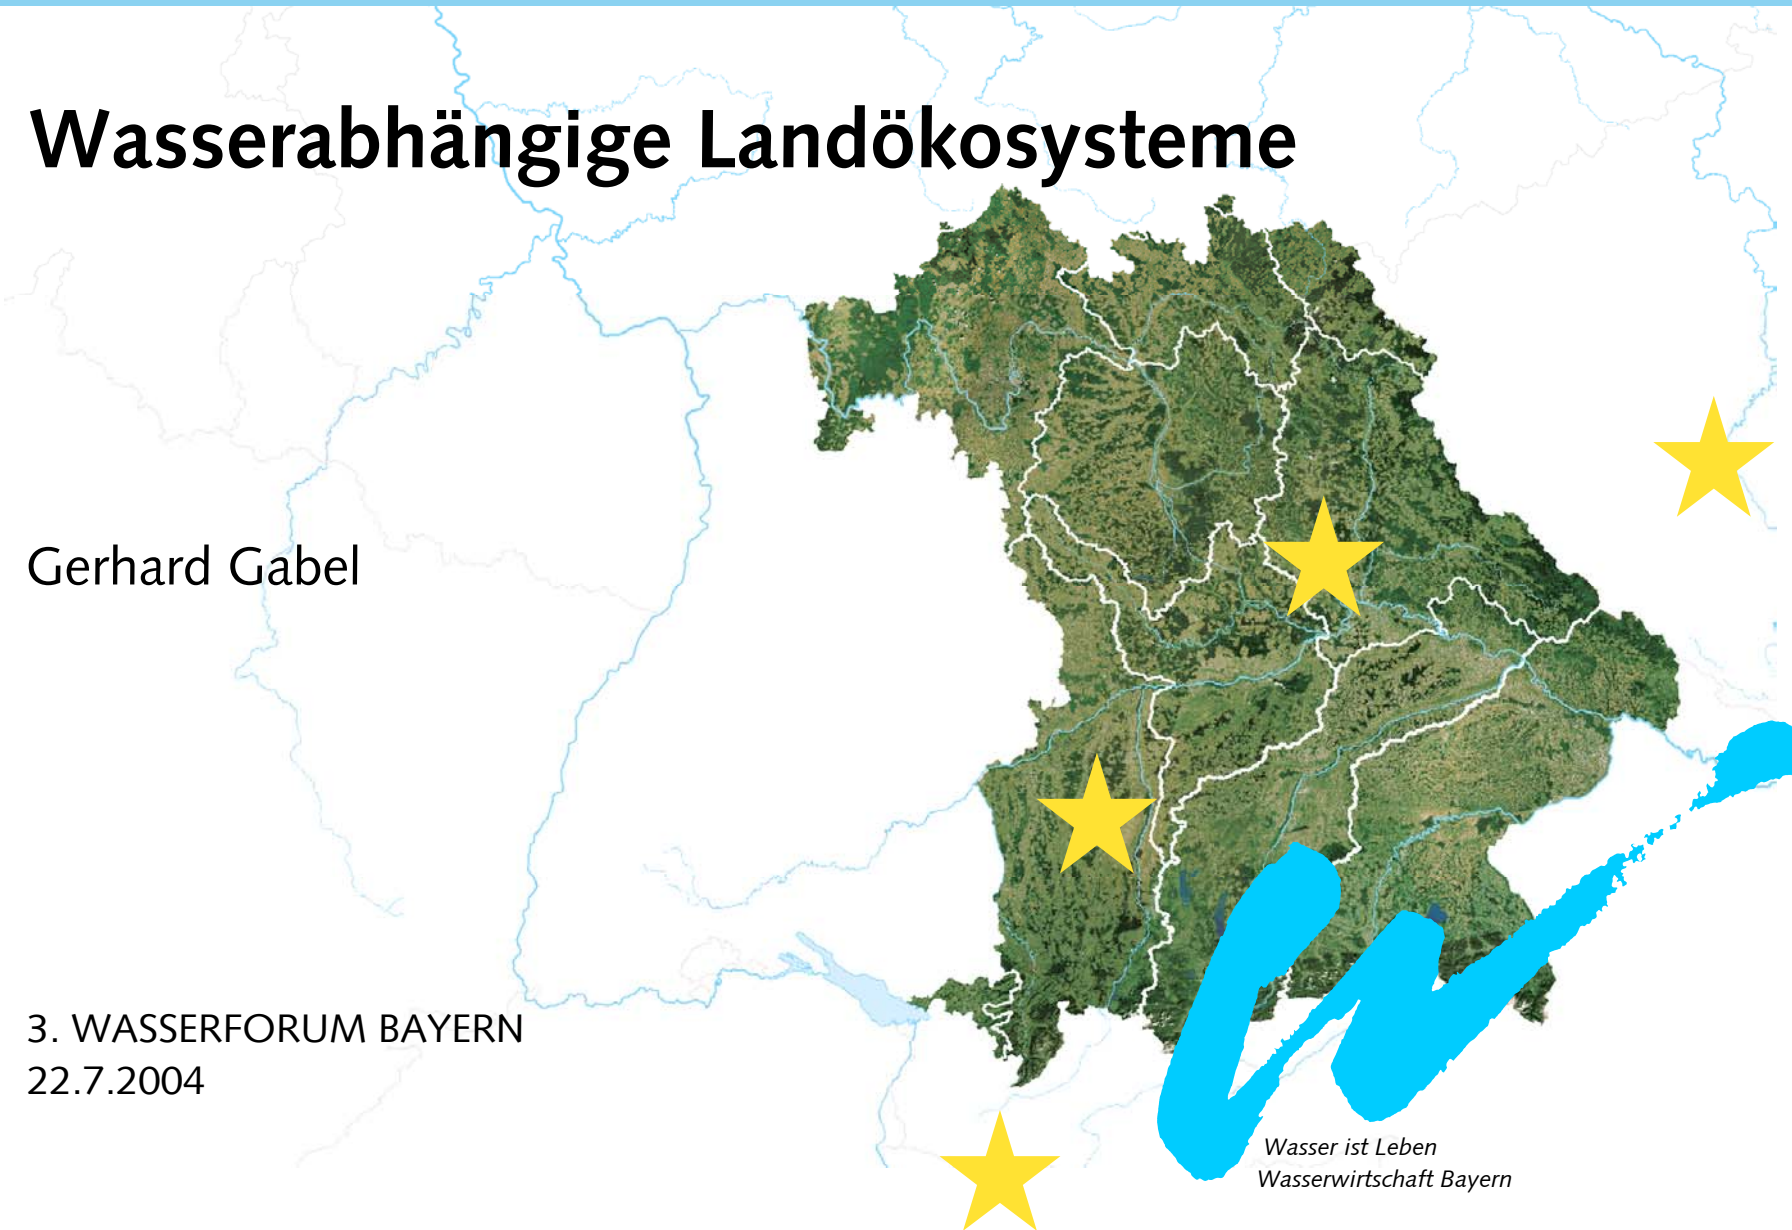 Wasserabhängige Landökosysteme
Gerhard Gabel
3. WASSERFORUM BAYERN
22.7.2004
Wasser ist Leben
Wasserwirtschaft Bayern